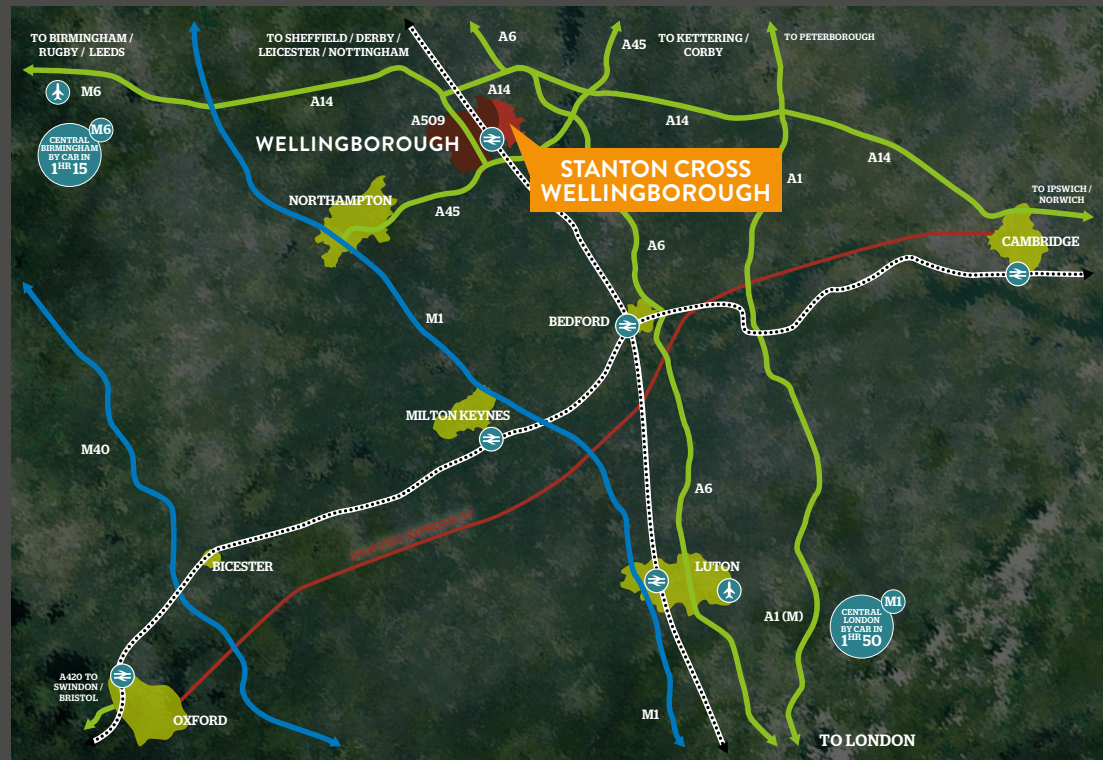 TO BIRMINGHAM /
RUGBY / LEEDS
M6
CENTRAL
BIRMINGHAM
BY CAR IN
1HR 15
M6
TO SHEFFIELD / DERBY /
LEICESTER / NOTTINGHAM
A6
A45
TO KETTERING /
CORBY
TO PETERBOROUGH
A14
A14
A509
WELLINGBOROUGH
A14
A14
STANTON CROSS
WELLINGBOROUGH
A1
TO IPSWICH /
NORWICH
NORTHAMPTON
A45
A6
CAMBRIDGE
M1
BEDFORD
MILTON KEYNES
M40
A6
BICESTER
LUTON
A1 (M)
CENTRAL
LONDON
BY CAR IN
1HR 50
M1
A420 TO
SWINDON /
BRISTOL
OXFORD
M1
TO LONDON